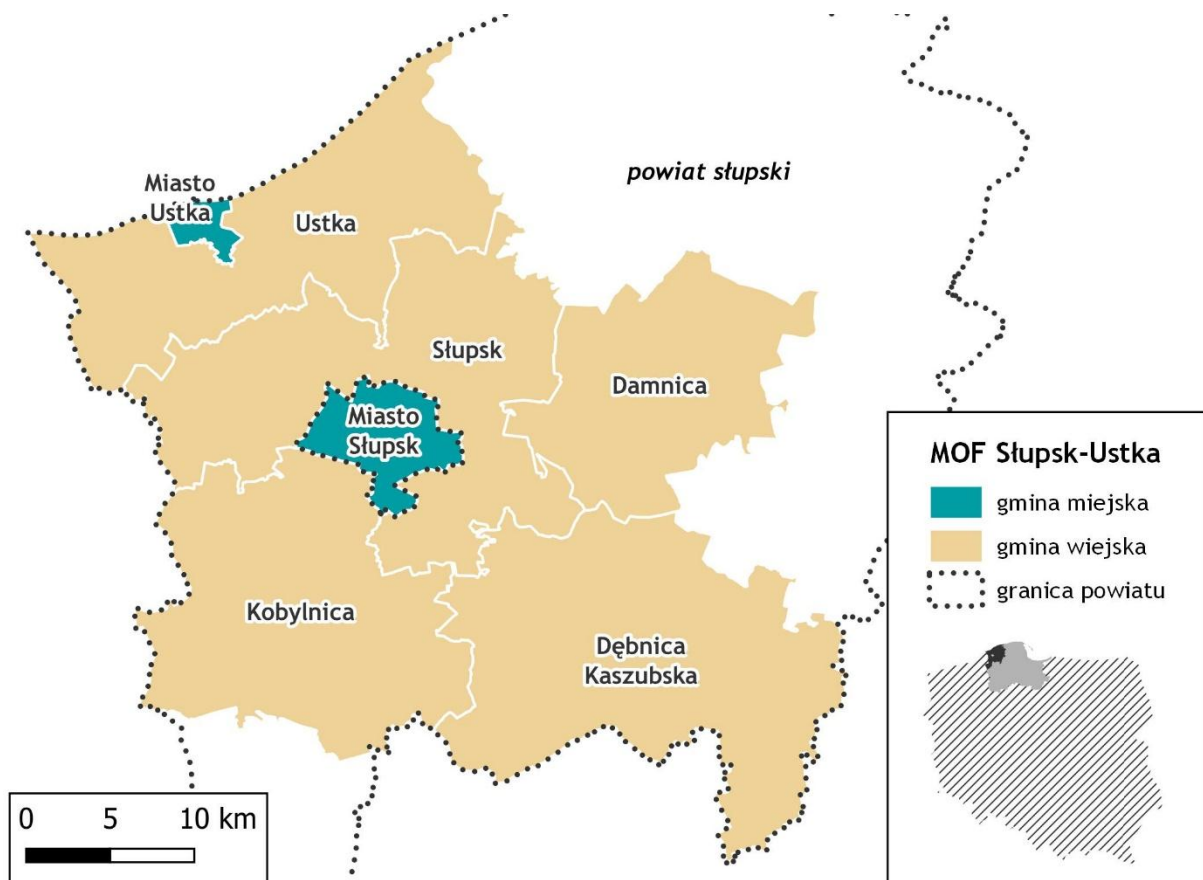 powiat słupski
Miasto
Ustka
Ustka
Słupsk
Damnica
Miasto
Słupsk
Kobylnica
Dębnica
Kaszubska
MOF Słupsk-Ustka
gmina miejska
gmina wiejska
granica powiatu
0 5 10 km